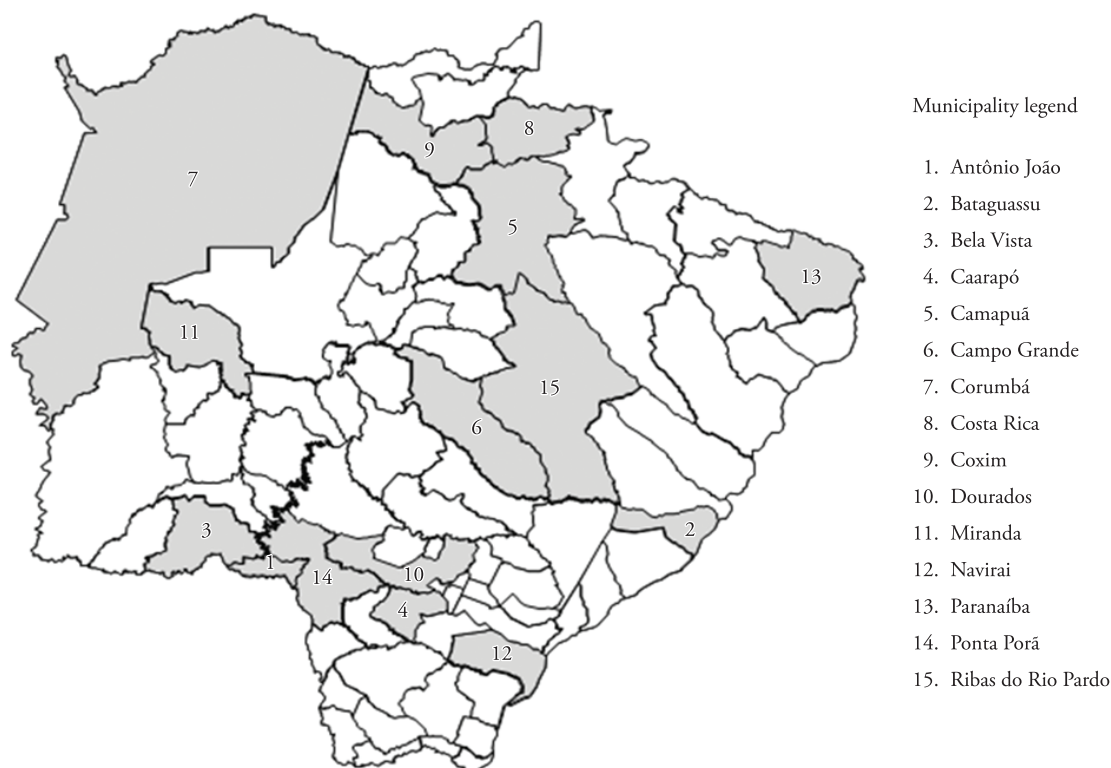 Municipality legend
1. Antônio João
2. Bataguassu
3. Bela Vista
4. Caarapó
5. Camapuã
6. Campo Grande
7. Corumbá
8. Costa Rica
9. Coxim
10. Dourados
11. Miranda
12. Navirai
13. Paranaíba
14. Ponta Porã
15. Ribas do Rio Pardo
8
9
7
5
13
11
15
6
3
2
1
14
10
4
12